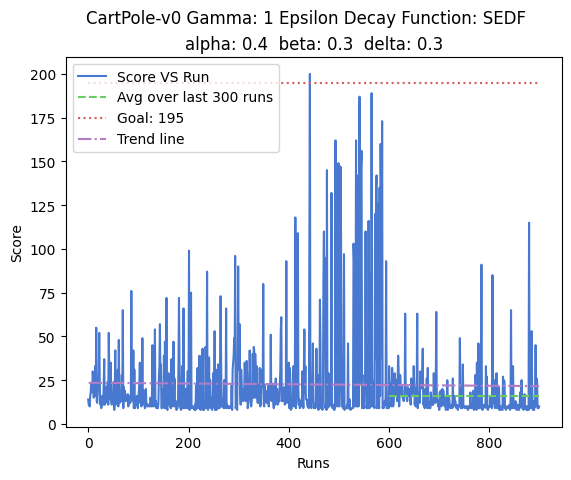 CartPole-v0 Gamma: 1 Epsilon Decay Function: SEDF
alpha: 0.4 beta: 0.3 delta: 0.3
Score VS Run
Avg over last 300 runs
Goal: 195
Trend line
200
175
150
125
100
75
50
25
0
Score
0
200
400
600
800
Runs